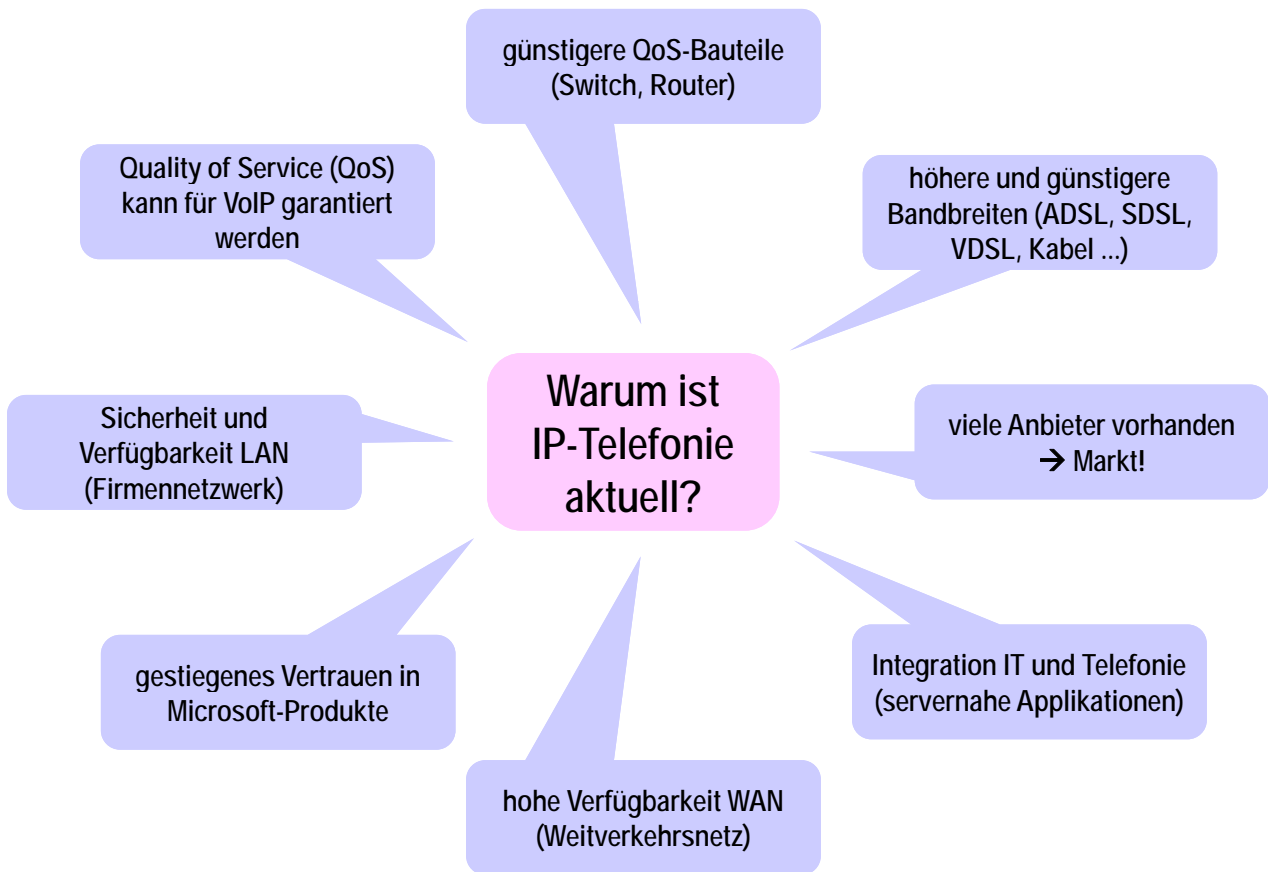 günstigere QoS-Bauteile
(Switch, Router)
Quality of Service (QoS)
kann für VoIP garantiert
werden
höhere und günstigere
Bandbreiten (ADSL, SDSL,
VDSL, Kabel ...)
Warum ist
IP-Telefonie
aktuell?
Sicherheit und
Verfügbarkeit LAN
(Firmennetzwerk)
viele Anbieter vorhanden
→ Markt!
gestiegenes Vertrauen in
Microsoft-Produkte
Integration IT und Telefonie
(servernahe Applikationen)
hohe Verfügbarkeit WAN
(Weitverkehrsnetz)